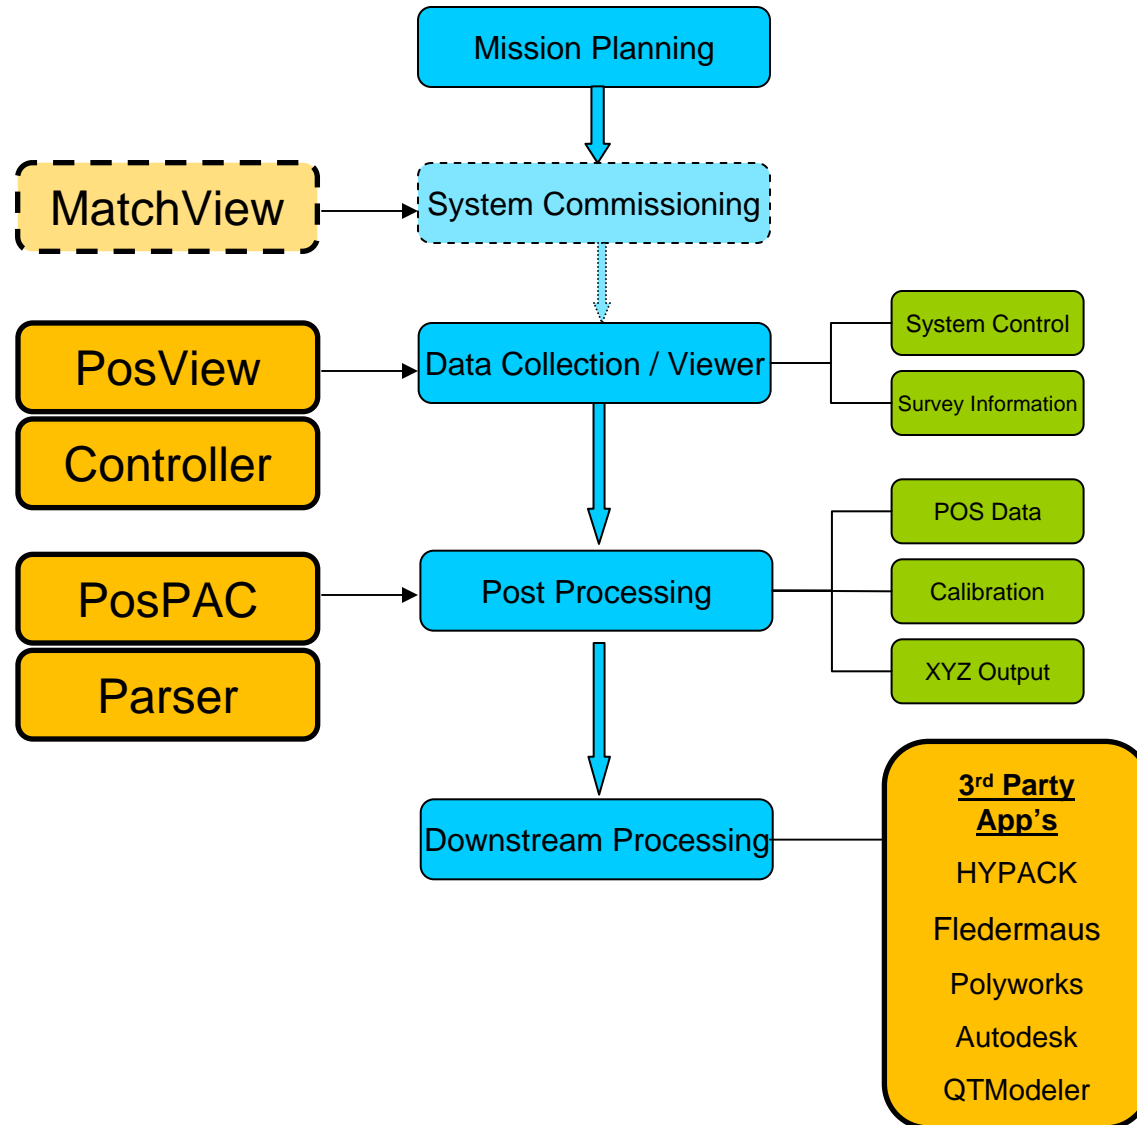 Mission Planning
MatchView
System Commissioning
PosView
Data Collection / Viewer
System Control
Survey Information
Controller
POS Data
PosPAC
Post Processing
Calibration
Parser
XYZ Output
Downstream Processing
3rd Party
App’s
HYPACK
Fledermaus
Polyworks
Autodesk
QTModeler